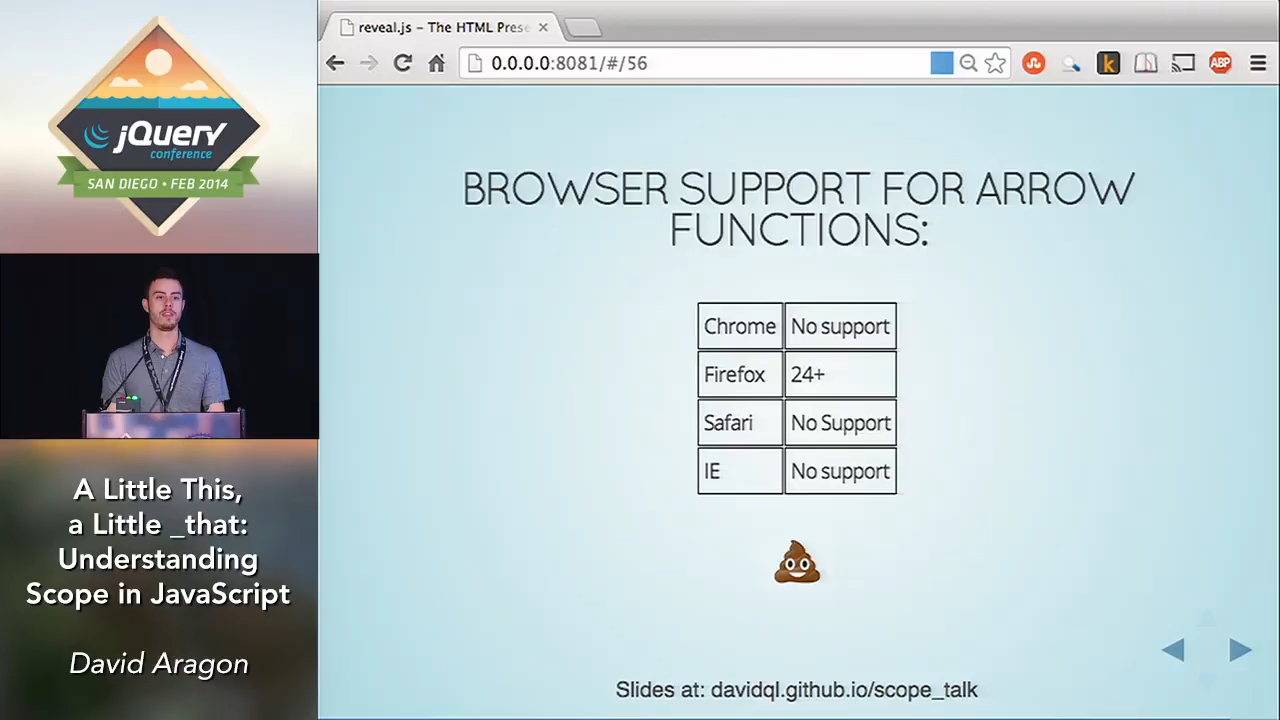 jQuery
conference
SAN DIEGO • FEB 2014
A Little This,
a Little _that:
Understanding
Scope in JavaScript
David Aragon
reveal.js – The HTML Prese
0.0.0.0:8081/#/56
k
ABP
BROWSER SUPPORT FOR ARROW
FUNCTIONS:
Chrome No support
Firefox 24+
Safari No Support
IE No support
Slides at: davidql.github.io/scope_talk